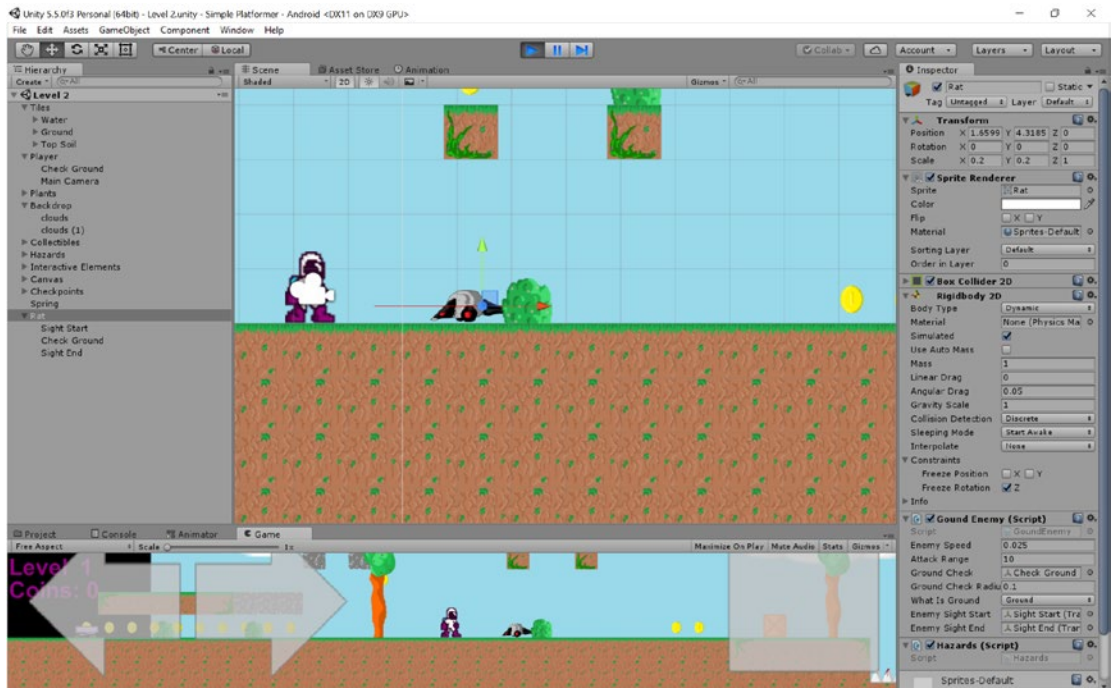 Unity 5.5.0f3 Personal (64bit) - Level 2.unity - Simple Platformer - Android <DX11 on DX9 GPU>
File Edit Assets GameObject Component Window Help
Center Local Collab Account Layers Layout
Hierarchy
Create All
Level 2
Tiles
Water
Ground
Top Soil
Player
Check Ground
Main Camera
Plants
Backdrop
clouds
clouds (1)
Collectibles
Hazards
Interactive Elements
Canvas
Checkpoints
Spring
Rat
Sight Start
Check Ground
Sight End
Scene Asset Store Animation
Shaded 2D Gizmos All
Inspector
Rat Static
Tag Untagged Layer Default
Transform
Position X 1.6599 Y 4.3185 Z 0
Rotation X 0 Y 0 Z 0
Scale X 0.2 Y 0.2 Z 1
Sprite Renderer
Sprite Rat
Color
Flip X Y
Material Sprites-Default
Sorting Layer Default
Order in Layer 0
Box Collider 2D
Rigidbody 2D
Body Type Dynamic
Material None (Physics Ma
Simulated
Use Auto Mass
Mass 1
Linear Drag 0
Angular Drag 0.05
Gravity Scale 1
Collision Detection Discrete
Sleeping Mode Start Awake
Interpolate None
Constraints
Freeze Position X Y
Freeze Rotation Z
Info
Gound Enemy (Script)
Script GoundEnemy
Enemy Speed 0.025
Attack Range 10
Ground Check Check Ground
Ground Check Radiu 0.1
What Is Ground Ground
Enemy Sight Start Sight Start (Tra
Enemy Sight End Sight End (Tran
Hazards (Script)
Script Hazards
Sprites-Default
Project Console Animator Game
Free Aspect Scale 1x Maximize On Play Mute Audio Stats Gizmos
Level: 1
Coins: 0